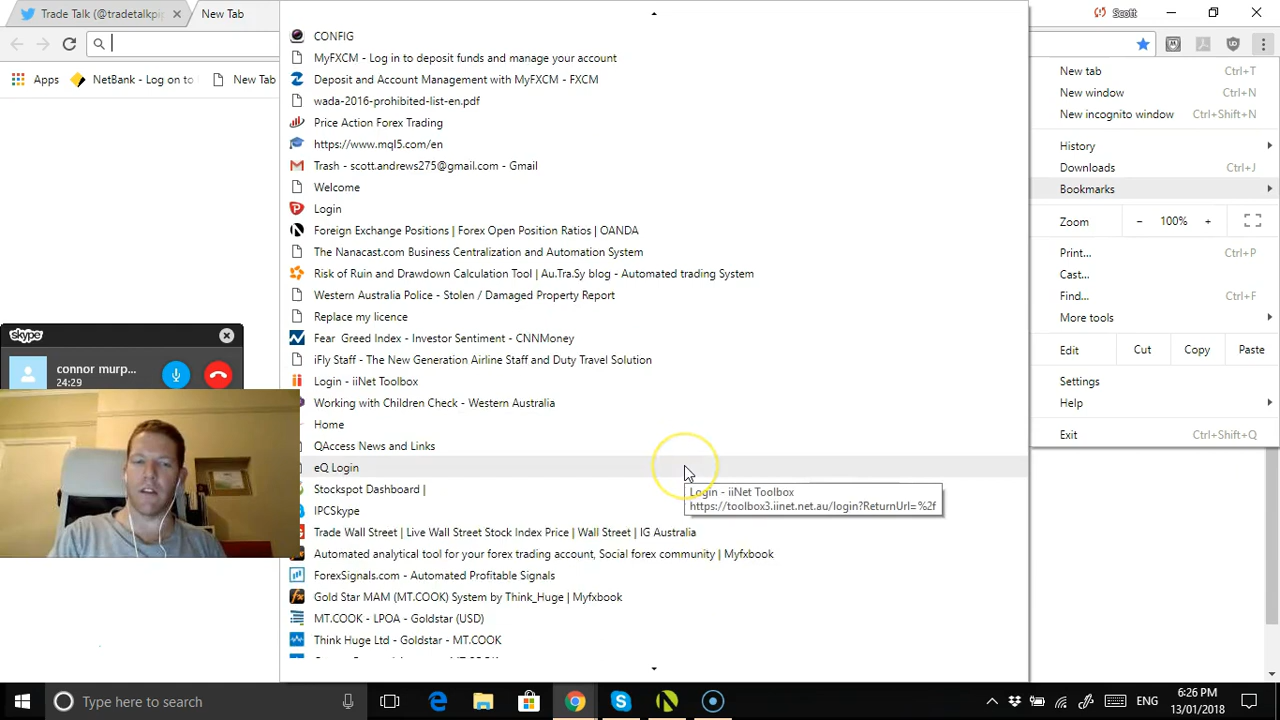 Trade Talk (@tradetalkpip
New Tab
Scott
Apps
NetBank - Log on to
New Tab
CONFIG
MyFXCM - Log in to deposit funds and manage your account
Deposit and Account Management with MyFXCM - FXCM
wada-2016-prohibited-list-en.pdf
Price Action Forex Trading
https://www.mql5.com/en
Trash - scott.andrews275@gmail.com - Gmail
Welcome
Login
Foreign Exchange Positions | Forex Open Position Ratios | OANDA
The Nanacast.com Business Centralization and Automation System
Risk of Ruin and Drawdown Calculation Tool | Au.Tra.Sy blog - Automated trading System
Western Australia Police - Stolen / Damaged Property Report
Replace my licence
Fear Greed Index - Investor Sentiment - CNNMoney
iFly Staff - The New Generation Airline Staff and Duty Travel Solution
Login - iiNet Toolbox
Working with Children Check - Western Australia
Home
QAccess News and Links
eQ Login
Stockspot Dashboard |
IPCSkype
Trade Wall Street | Live Wall Street Stock Index Price | Wall Street | IG Australia
Automated analytical tool for your forex trading account, Social forex community | Myfxbook
ForexSignals.com - Automated Profitable Signals
Gold Star MAM (MT.COOK) System by Think_Huge | Myfxbook
MT.COOK - LPOA - Goldstar (USD)
Think Huge Ltd - Goldstar - MT.COOK
Login - iiNet Toolbox
https://toolbox3.iinet.net.au/login?ReturnUrl=%2f
New tab Ctrl+T
New window Ctrl+N
New incognito window Ctrl+Shift+N
History
Downloads Ctrl+J
Bookmarks
Zoom - 100% +
Print... Ctrl+P
Cast...
Find... Ctrl+F
More tools
Edit Cut Copy Paste
Settings
Help
Exit Ctrl+Shift+Q
skype
connor murp...
24:29
Type here to search
ENG
6:26 PM
13/01/2018